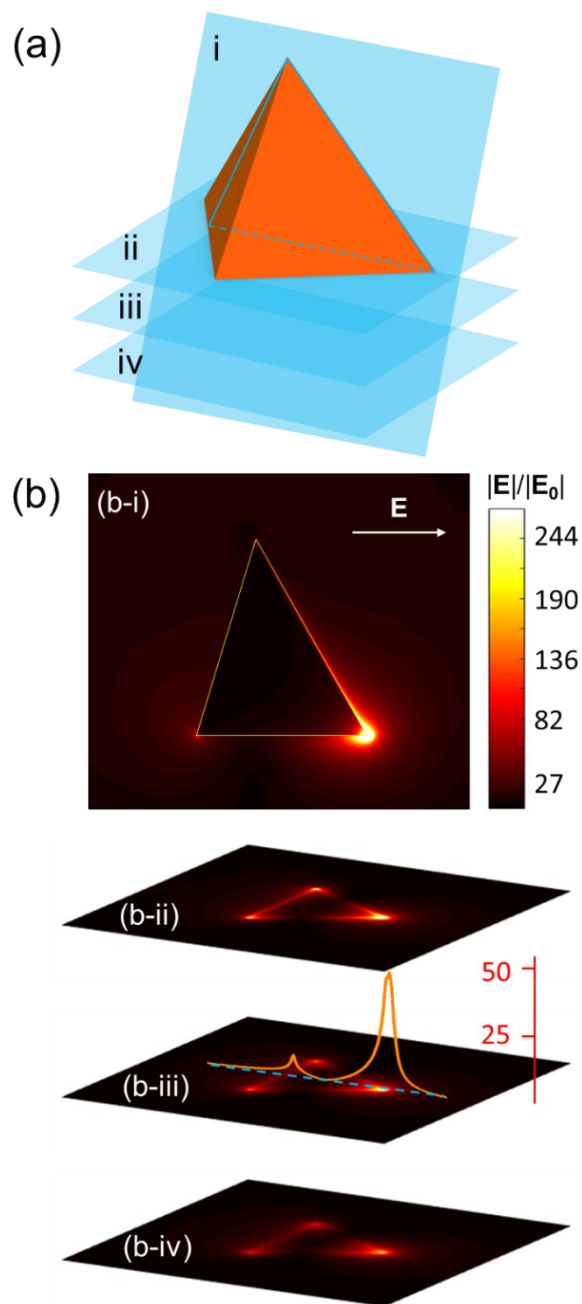 (a)
i
ii
iii
iv
(b)
(b-i)
E
|E|/|E₀|
244
190
136
82
27
(b-ii)
50
25
(b-iii)
(b-iv)